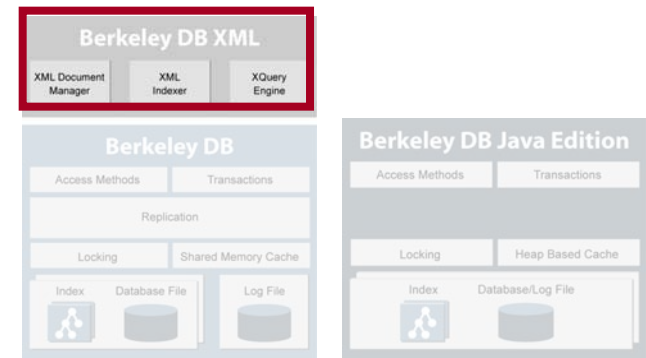 Berkeley DB XML
XML Document Manager
XML Indexer
XQuery Engine
Berkeley DB
Access Methods
Transactions
Replication
Locking
Shared Memory Cache
Index
Database File
Log File
Berkeley DB Java Edition
Access Methods
Transactions
Locking
Heap Based Cache
Index
Database/Log File